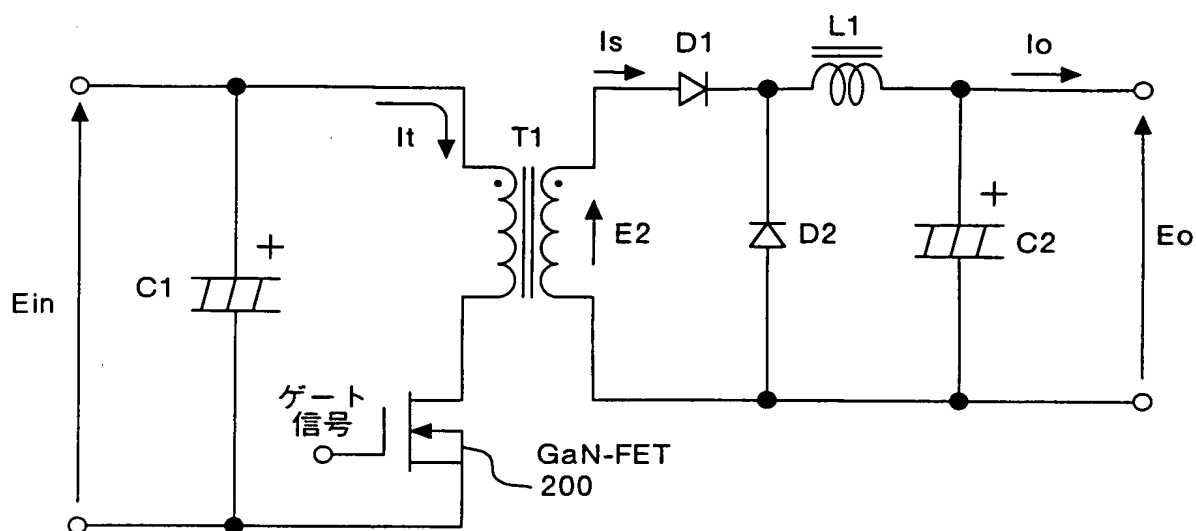 L1
Is
D1
Io
It
T1
+
+
E2
D2
C2
Eo
C1
Ein
ゲート
信号
GaN-FET
200